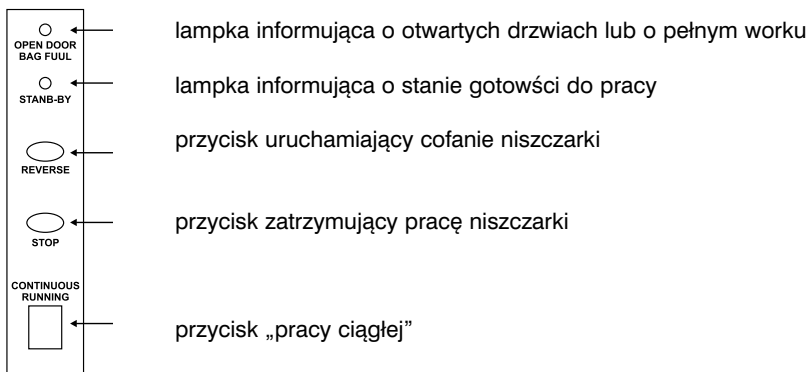 OPEN DOOR
BAG FUUL
lampka informująca o otwartych drzwiach lub o pełnym worku
STANB-BY
lampka informująca o stanie gotowści do pracy
REVERSE
przycisk uruchamiający cofanie niszczarki
STOP
przycisk zatrzymujący pracę niszczarki
CONTINUOUS
RUNNING
przycisk „pracy ciągłej”